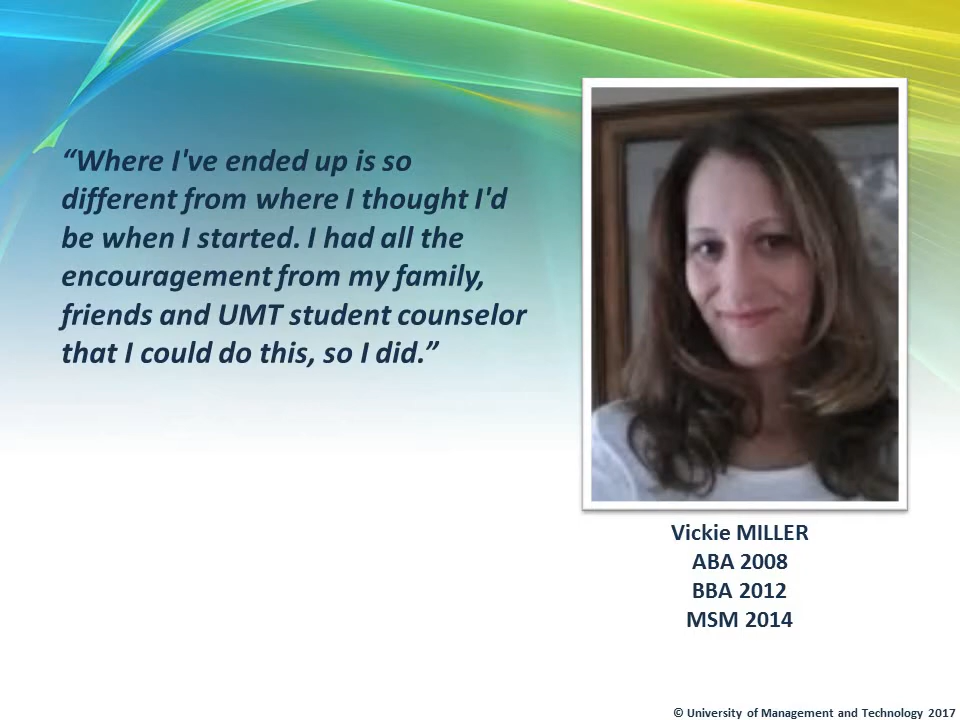 “Where I've ended up is so
different from where I thought I'd
be when I started. I had all the
encouragement from my family,
friends and UMT student counselor
that I could do this, so I did.”
Vickie MILLER
ABA 2008
BBA 2012
MSM 2014
© University of Management and Technology 2017